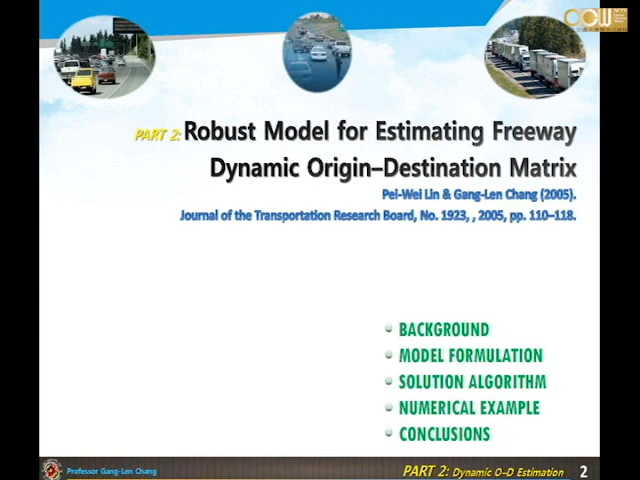 OCW
PART 2: Robust Model for Estimating Freeway
Dynamic Origin–Destination Matrix
Pei-Wei Lin & Gang-Len Chang (2005).
Journal of the Transportation Research Board, No. 1923, , 2005, pp. 110–118.
• BACKGROUND
• MODEL FORMULATION
• SOLUTION ALGORITHM
• NUMERICAL EXAMPLE
• CONCLUSIONS
Professor Gang-Len Chang
PART 2: Dynamic O–D Estimation
2